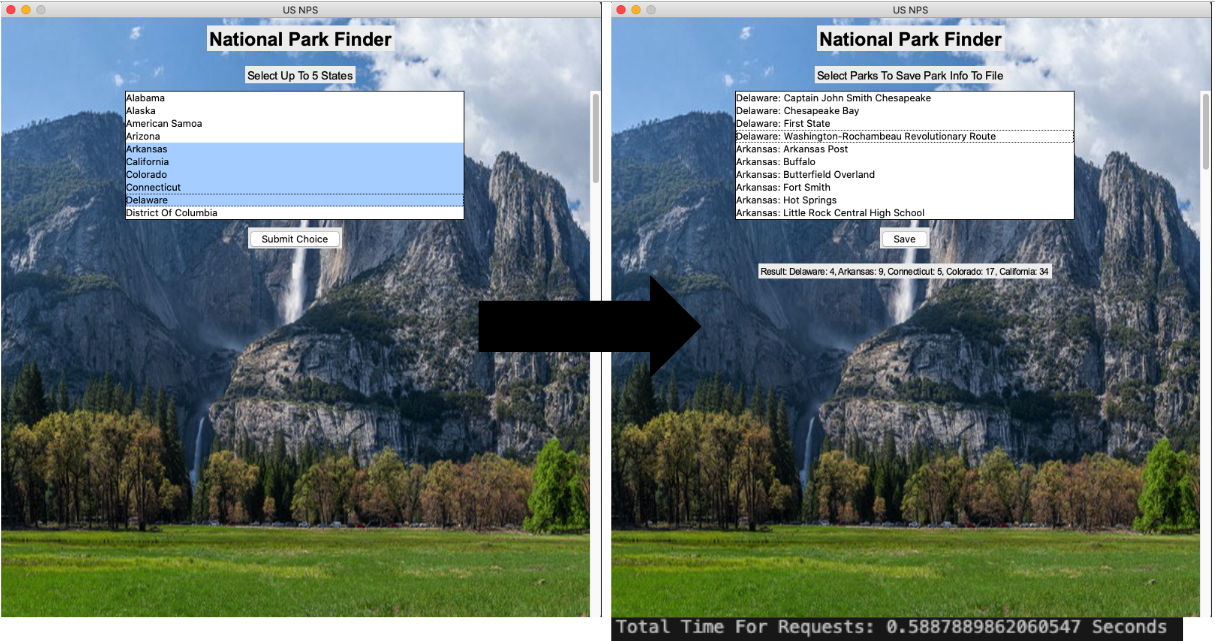 US NPS
National Park Finder
Select Up To 5 States
Alabama
Alaska
American Samoa
Arizona
Arkansas
California
Colorado
Connecticut
Delaware
District Of Columbia
Submit Choice
US NPS
National Park Finder
Select Parks To Save Park Info To File
Delaware: Captain John Smith Chesapeake
Delaware: Chesapeake Bay
Delaware: First State
Delaware: Washington-Rochambeau Revolutionary Route
Arkansas: Arkansas Post
Arkansas: Buffalo
Arkansas: Butterfield Overland
Arkansas: Fort Smith
Arkansas: Hot Springs
Arkansas: Little Rock Central High School
Save
Result: Delaware: 4, Arkansas: 9, Connecticut: 5, Colorado: 17, California: 34
Total Time For Requests: 0.5887889862060547 Seconds